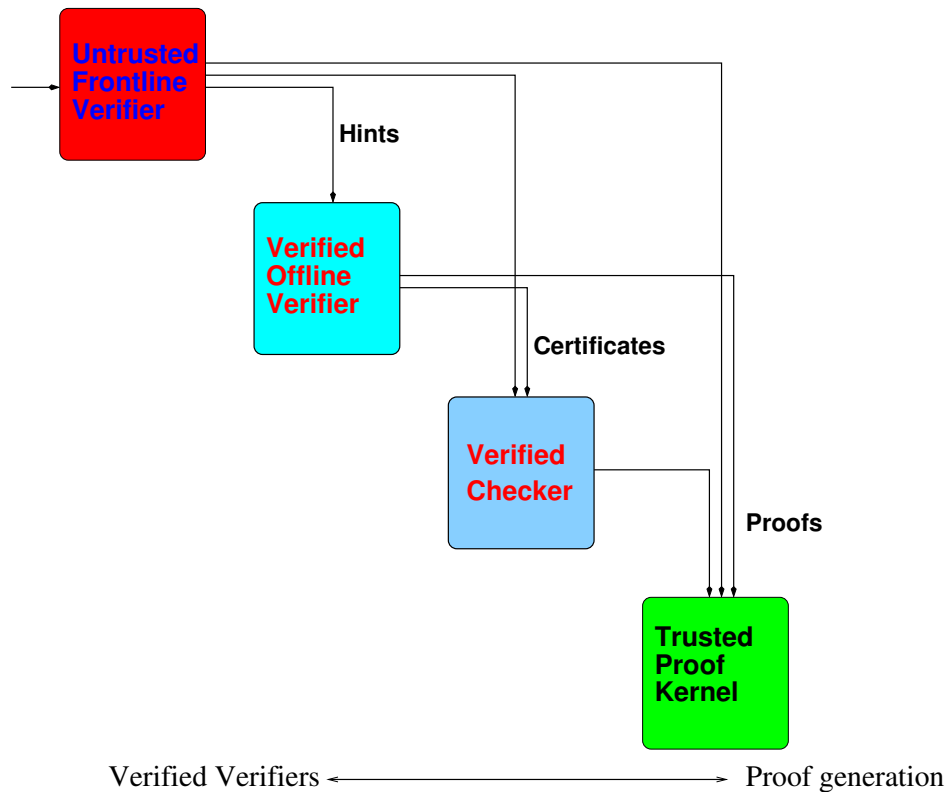 Untrusted
Frontline
Verifier
Hints
Verified
Offline
Verifier
Certificates
Verified
Checker
Proofs
Trusted
Proof
Kernel
Verified Verifiers
Proof generation